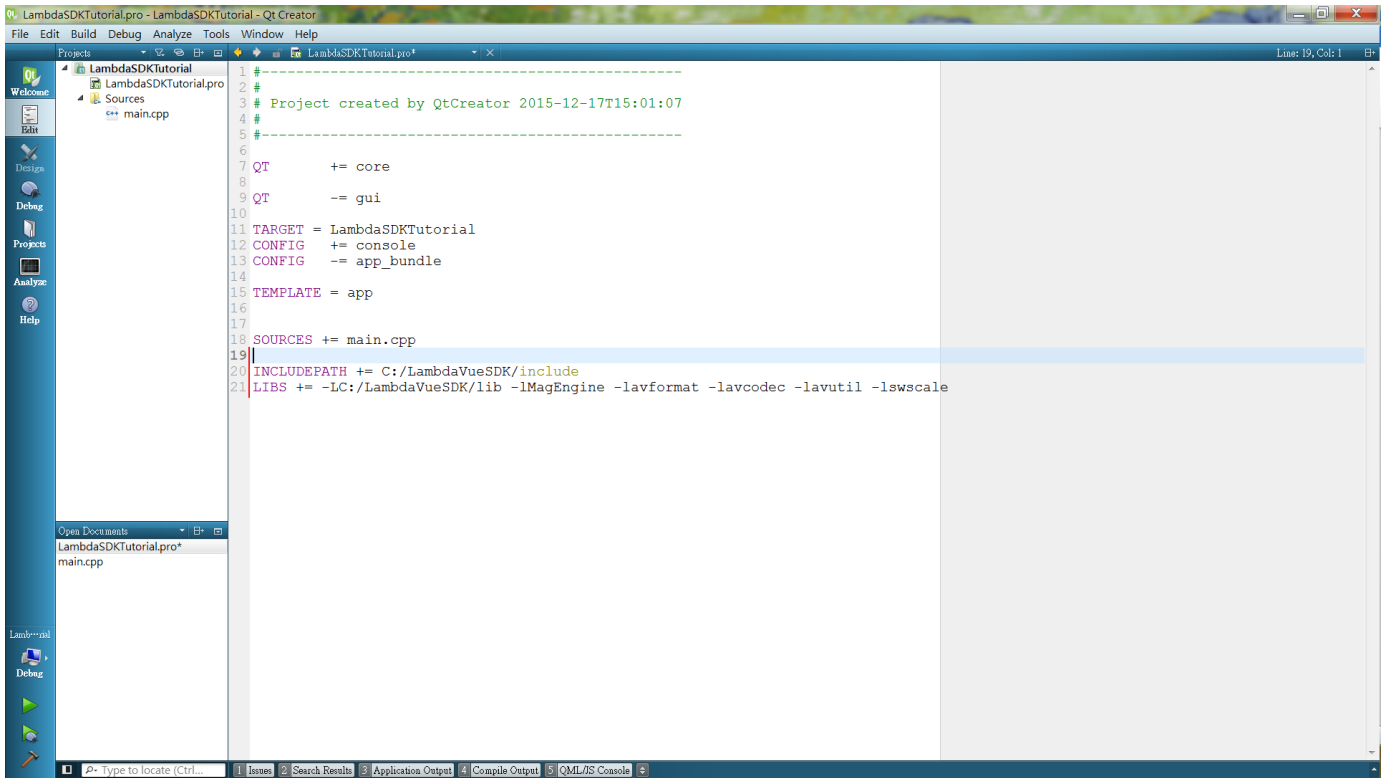 LambdaSDKTutorial.pro - LambdaSDKTutorial - Qt Creator
File Edit Build Debug Analyze Tools Window Help
Projects
LambdaSDKTutorial.pro*
Line: 19, Col: 1
Welcome
Edit
Design
Debug
Projects
Analyze
Help
LambdaSDKTutorial
LambdaSDKTutorial.pro
Sources
main.cpp
1 #-------------------------------------------------
2 #
3 # Project created by QtCreator 2015-12-17T15:01:07
4 #
5 #-------------------------------------------------
6
7 QT       += core
8
9 QT       -= gui
10
11 TARGET = LambdaSDKTutorial
12 CONFIG   += console
13 CONFIG   -= app_bundle
14
15 TEMPLATE = app
16
17
18 SOURCES += main.cpp
19
20 INCLUDEPATH += C:/LambdaVueSDK/include
21 LIBS += -LC:/LambdaVueSDK/lib -lMagEngine -lavformat -lavcodec -lavutil -lswscale
Open Documents
LambdaSDKTutorial.pro*
main.cpp
Lamb···rial
Debug
Type to locate (Ctrl...
1 Issues 2 Search Results 3 Application Output 4 Compile Output 5 QML/JS Console